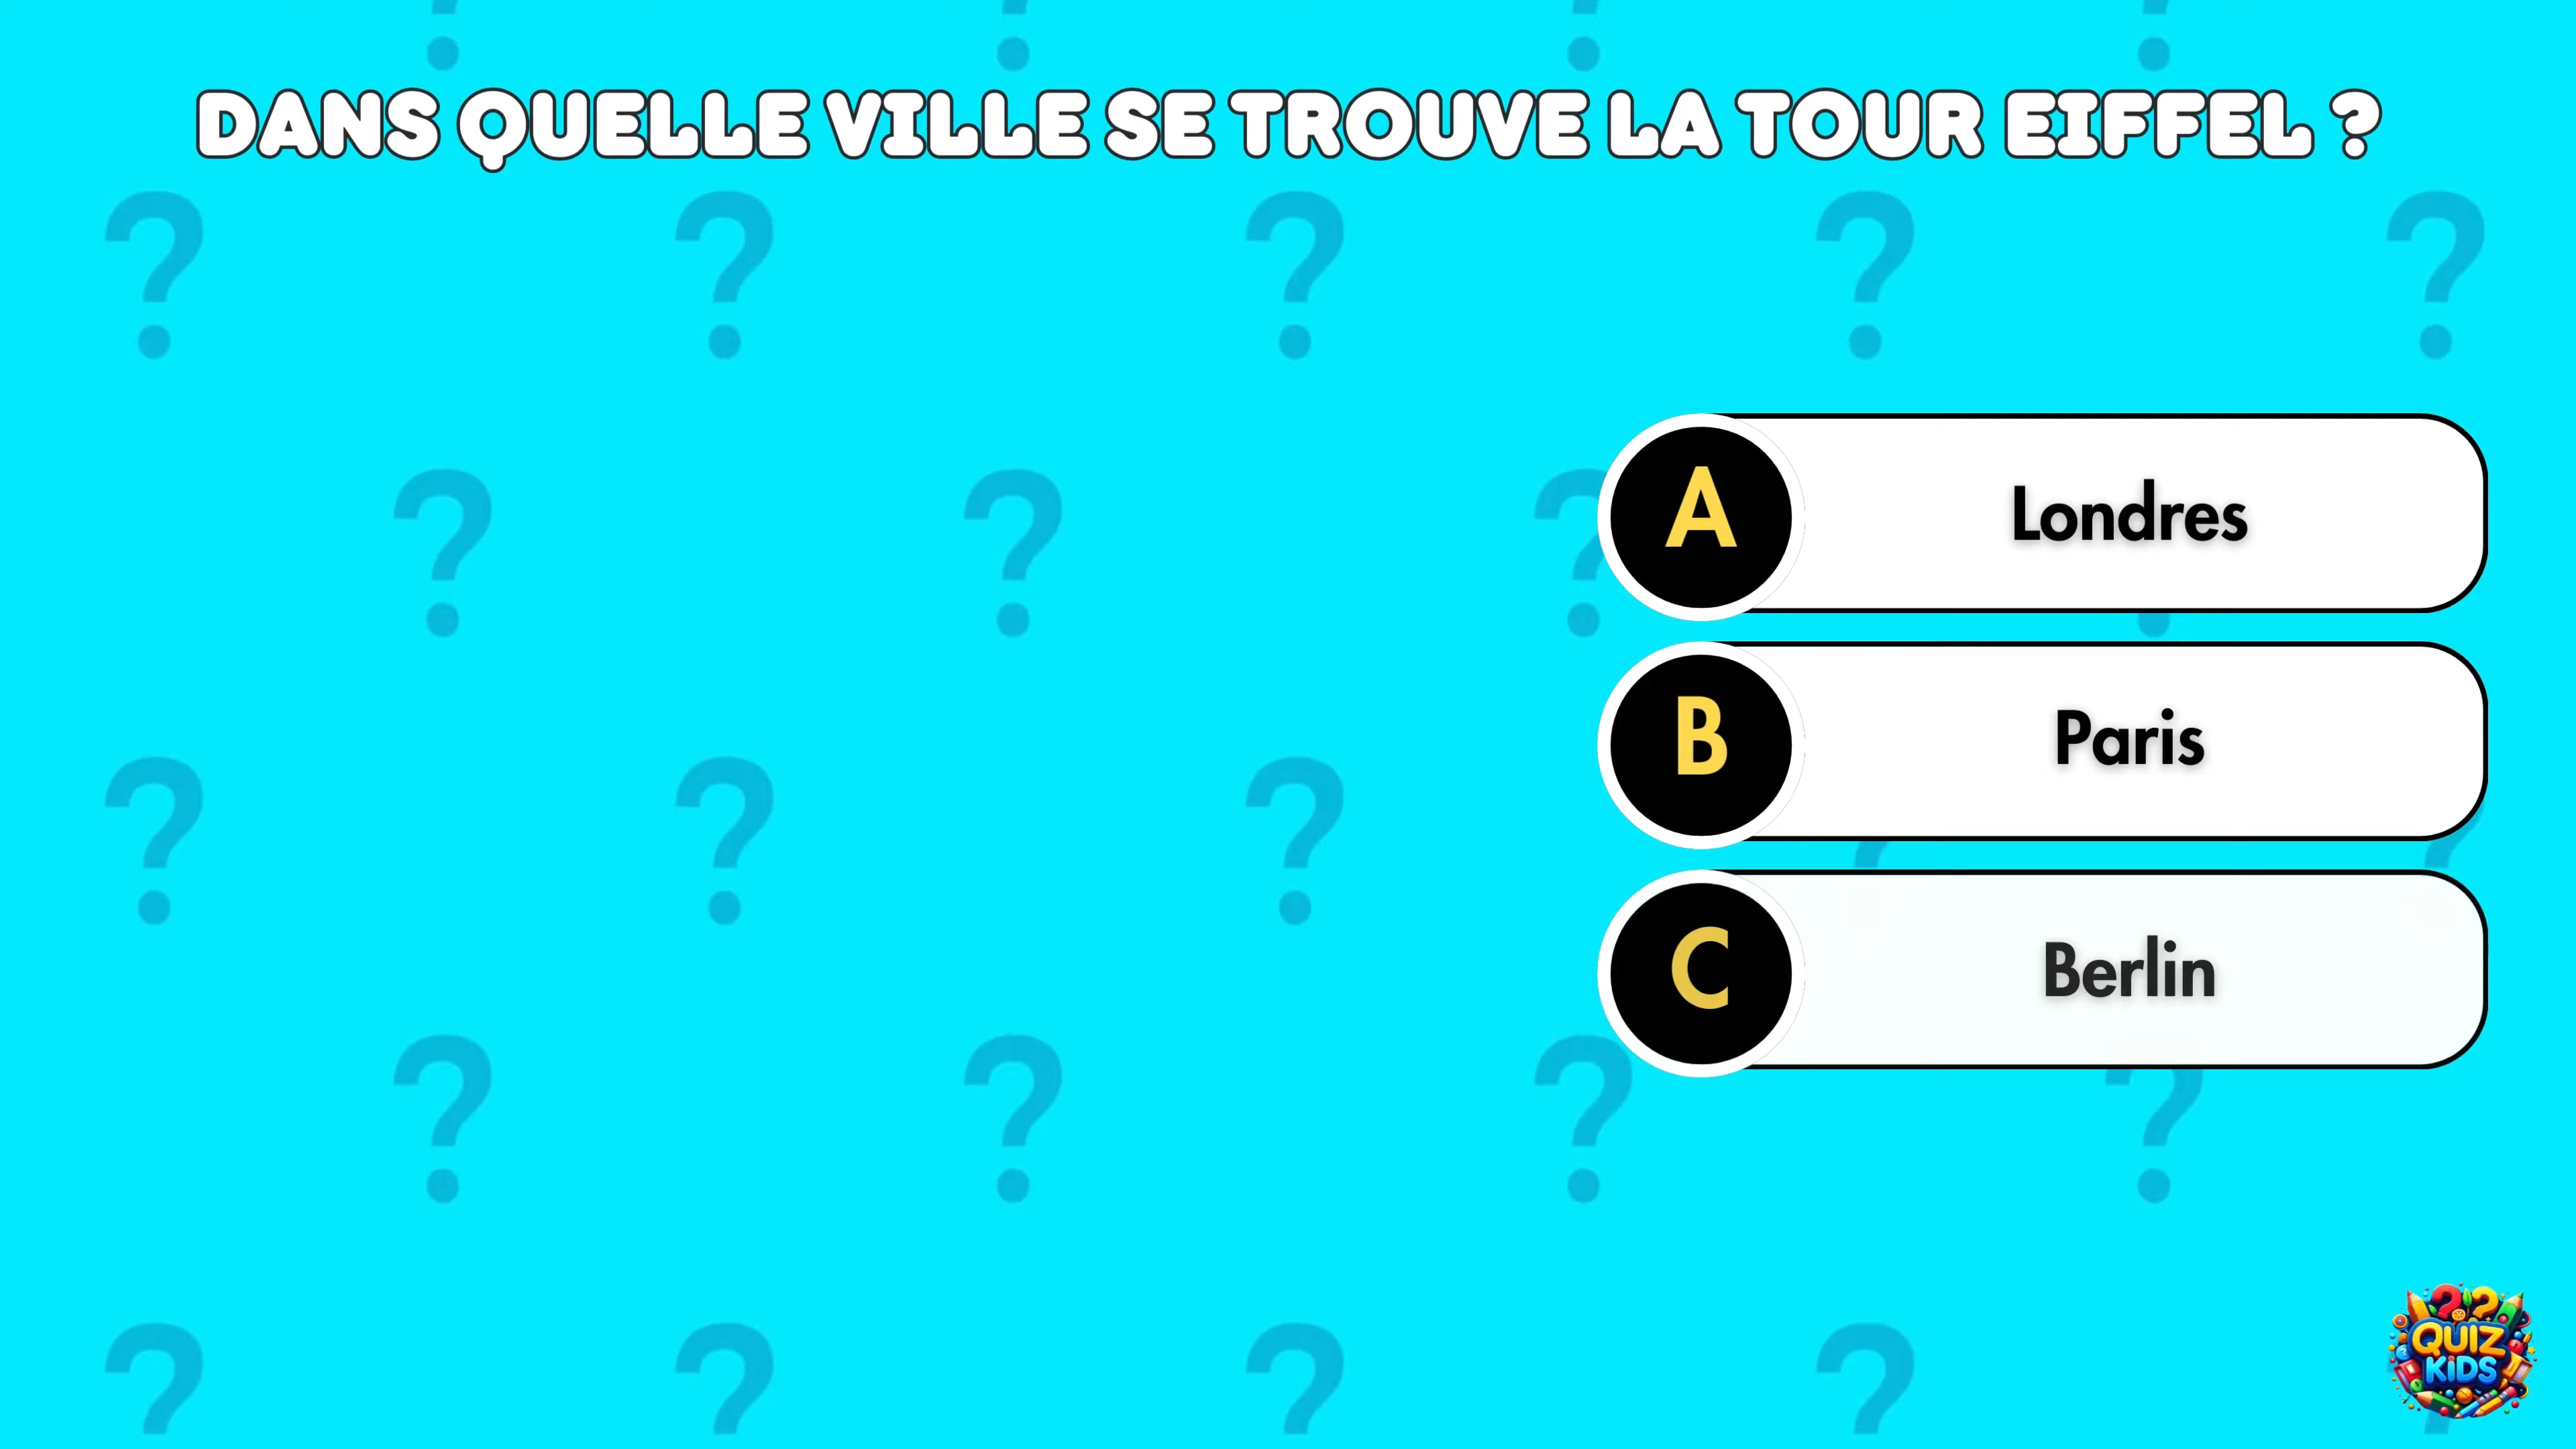 DANS QUELLE VILLE SE TROUVE LA TOUR EIFFEL ?
A
Londres
B
Paris
C
Berlin
QUIZ
KIDS